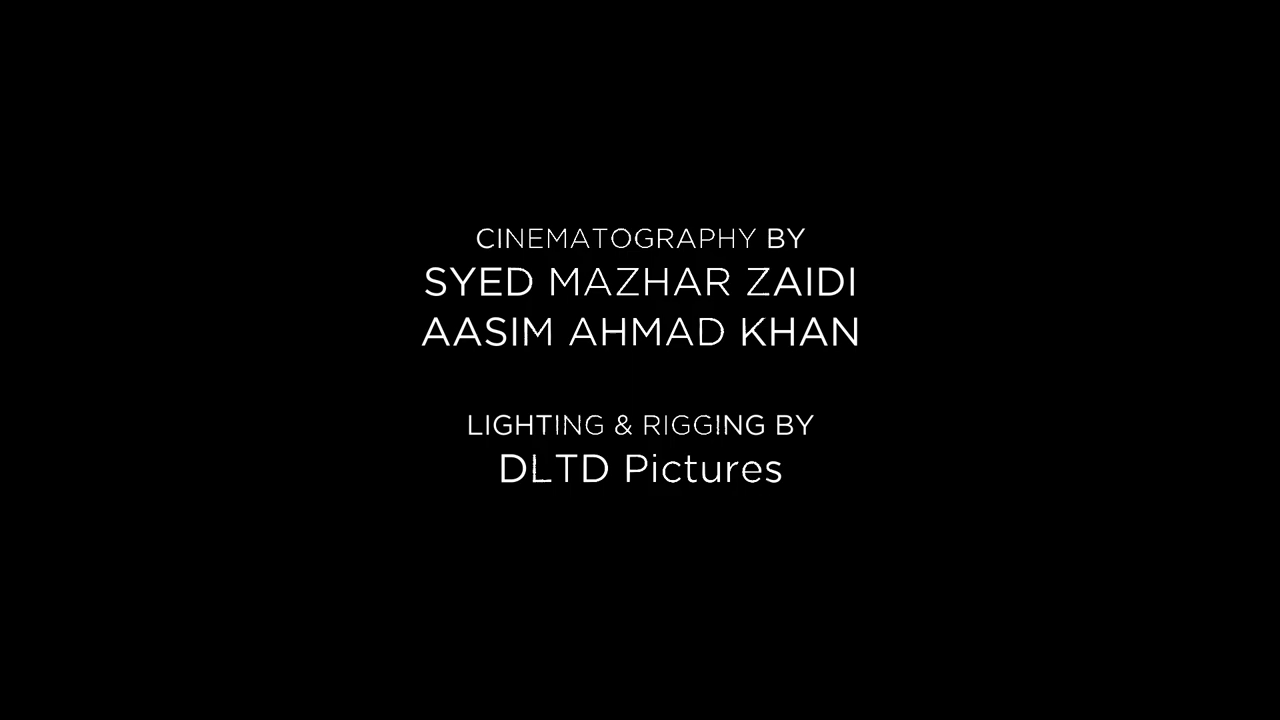 CINEMATOGRAPHY BY
SYED MAZHAR ZAIDI
AASIM AHMAD KHAN
LIGHTING & RIGGING BY
DLTD Pictures